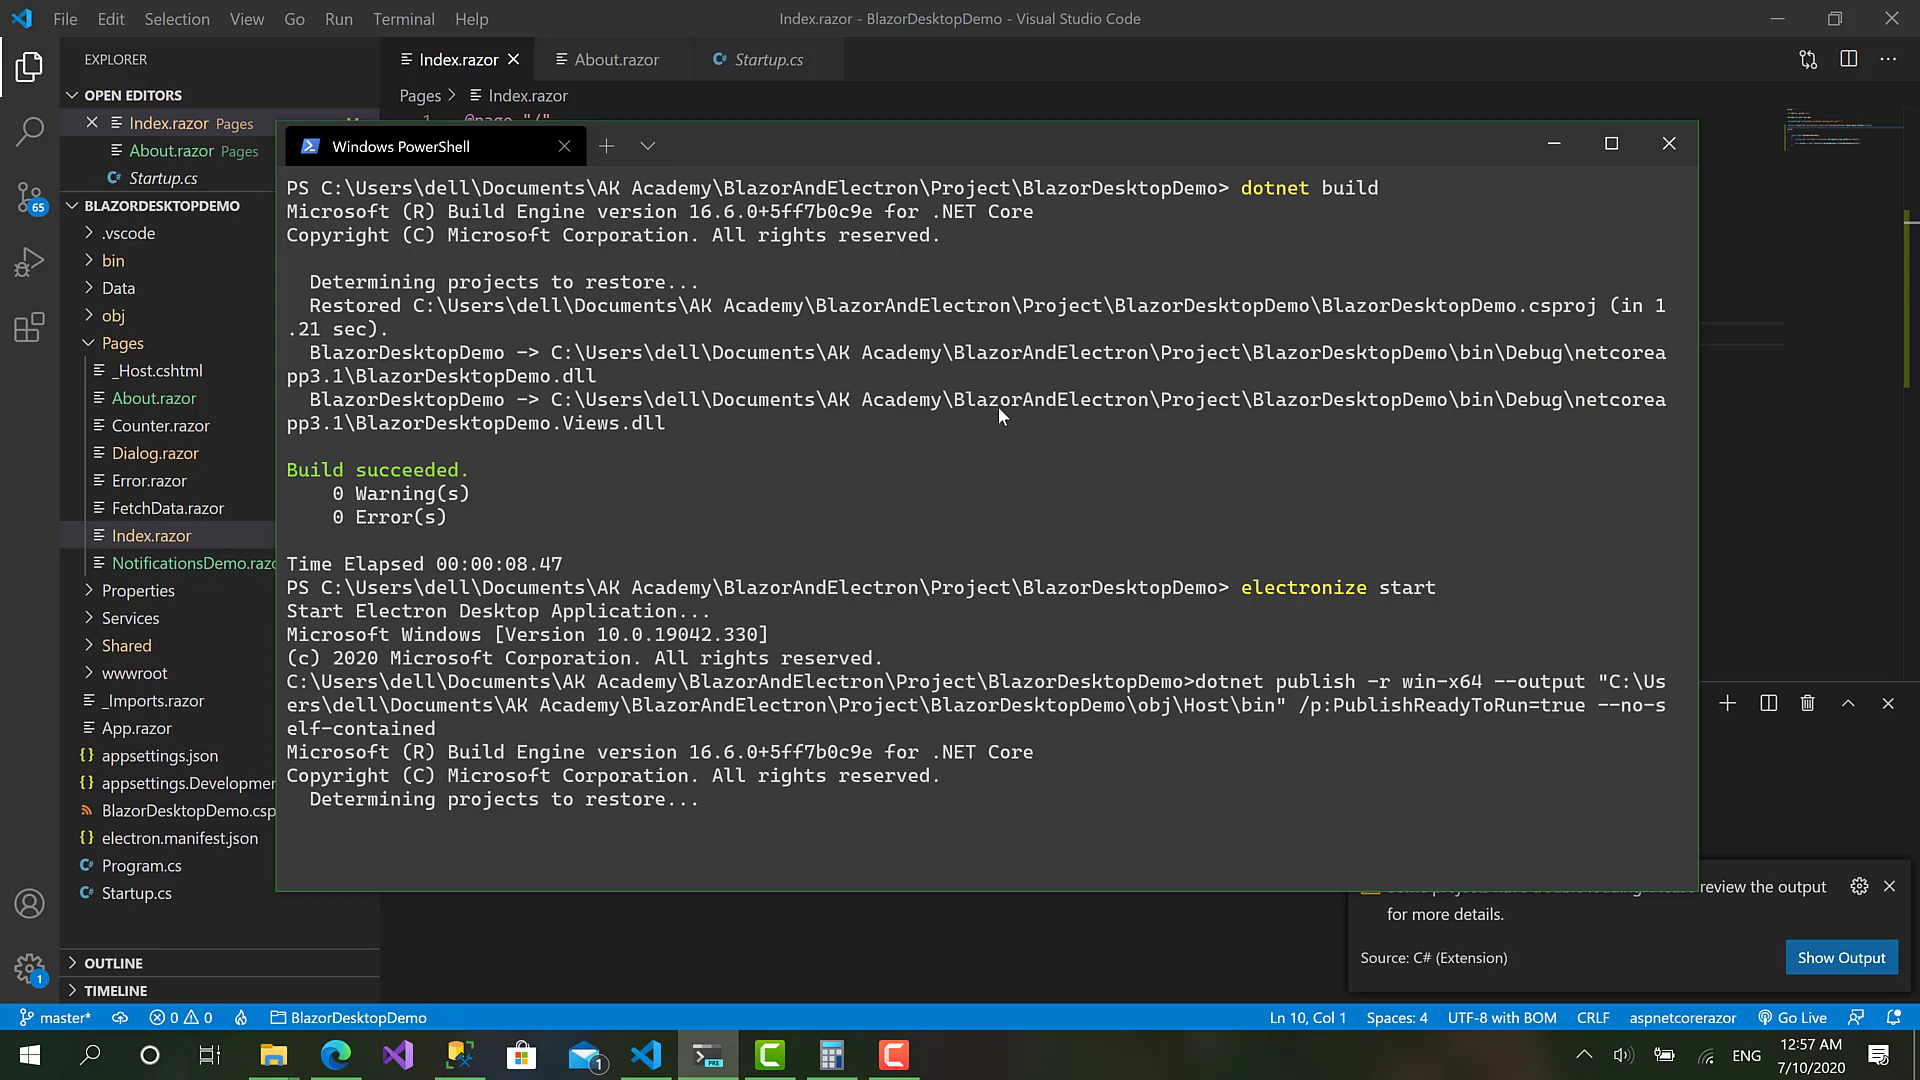 File Edit Selection View Go Run Terminal Help
Index.razor - BlazorDesktopDemo - Visual Studio Code
EXPLORER
Index.razor
About.razor
Startup.cs
OPEN EDITORS
Pages > Index.razor
Index.razor Pages
1 @page "/"
About.razor Pages
Startup.cs
BLAZORDESKTOPDEMO
.vscode
bin
Data
obj
Pages
_Host.cshtml
About.razor
Counter.razor
Dialog.razor
Error.razor
FetchData.razor
Index.razor
NotificationsDemo.razo
Properties
Services
Shared
wwwroot
_Imports.razor
App.razor
appsettings.json
appsettings.Developmen
BlazorDesktopDemo.csp
electron.manifest.json
Program.cs
Startup.cs
OUTLINE
TIMELINE
65
1
Windows PowerShell
PS C:\Users\dell\Documents\AK Academy\BlazorAndElectron\Project\BlazorDesktopDemo> dotnet build
Microsoft (R) Build Engine version 16.6.0+5ff7b0c9e for .NET Core
Copyright (C) Microsoft Corporation. All rights reserved.
Determining projects to restore...
Restored C:\Users\dell\Documents\AK Academy\BlazorAndElectron\Project\BlazorDesktopDemo\BlazorDesktopDemo.csproj (in 1
.21 sec).
BlazorDesktopDemo -> C:\Users\dell\Documents\AK Academy\BlazorAndElectron\Project\BlazorDesktopDemo\bin\Debug\netcorea
pp3.1\BlazorDesktopDemo.dll
BlazorDesktopDemo -> C:\Users\dell\Documents\AK Academy\BlazorAndElectron\Project\BlazorDesktopDemo\bin\Debug\netcorea
pp3.1\BlazorDesktopDemo.Views.dll
Build succeeded.
0 Warning(s)
0 Error(s)
Time Elapsed 00:00:08.47
PS C:\Users\dell\Documents\AK Academy\BlazorAndElectron\Project\BlazorDesktopDemo> electronize start
Start Electron Desktop Application...
Microsoft Windows [Version 10.0.19042.330]
(c) 2020 Microsoft Corporation. All rights reserved.
C:\Users\dell\Documents\AK Academy\BlazorAndElectron\Project\BlazorDesktopDemo>dotnet publish -r win-x64 --output "C:\Us
ers\dell\Documents\AK Academy\BlazorAndElectron\Project\BlazorDesktopDemo\obj\Host\bin" /p:PublishReadyToRun=true --no-s
elf-contained
Microsoft (R) Build Engine version 16.6.0+5ff7b0c9e for .NET Core
Copyright (C) Microsoft Corporation. All rights reserved.
Determining projects to restore...
review the output
for more details.
Source: C# (Extension)
Show Output
master* 0 0 BlazorDesktopDemo
Ln 10, Col 1 Spaces: 4 UTF-8 with BOM CRLF aspnetcorerazor Go Live
PRE
1
ENG
12:57 AM
7/10/2020